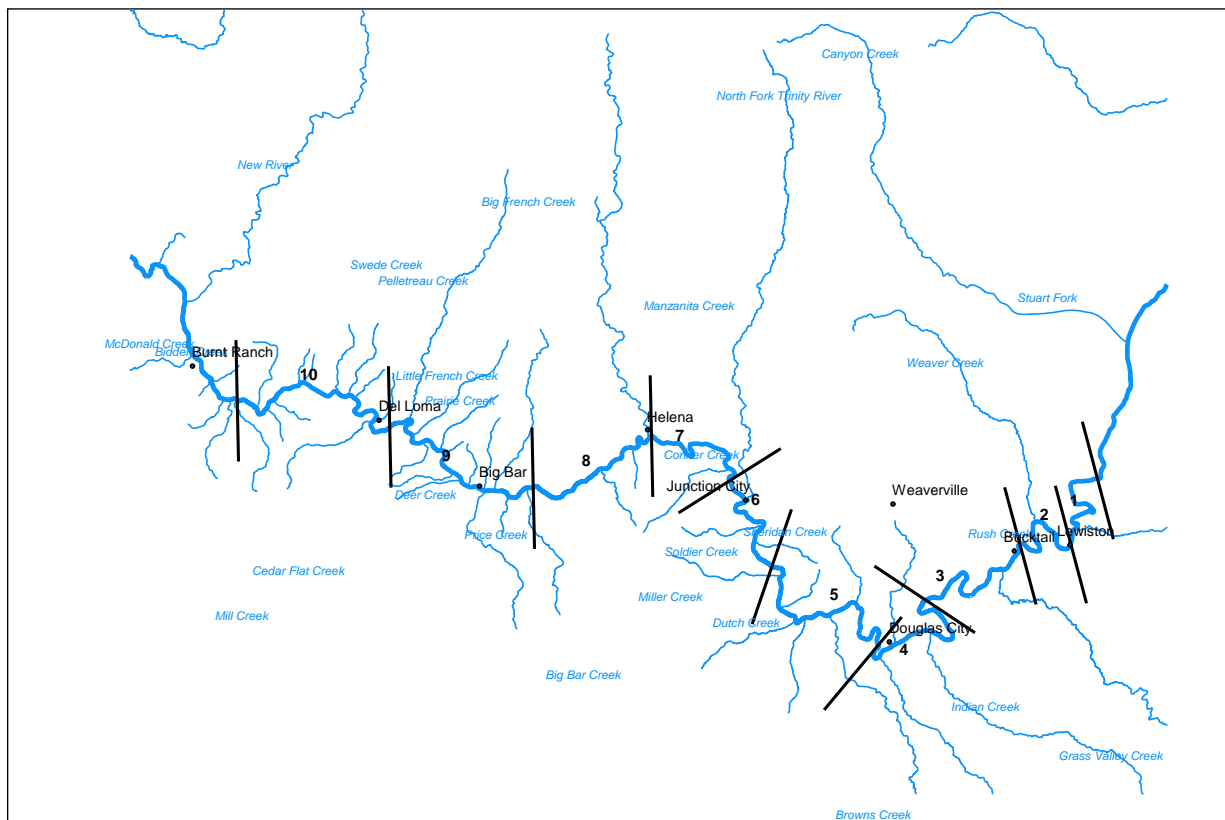 Canyon Creek
North Fork Trinity River
New River
Big French Creek
Swede Creek
Pelletreau Creek
Stuart Fork
Manzanita Creek
McDonald Creek
Burnt Ranch
Weaver Creek
10
Little French Creek
Prairie Creek
Del Loma
Helena
7
Conner Creek
9
8
Big Bar
Junction City
6
Deer Creek
Weaverville
1
2
Price Creek
Sheridan Creek
Rush Creek
Lewiston
Bucktail
Soldier Creek
Cedar Flat Creek
3
Miller Creek
5
Mill Creek
Dutch Creek
Douglas City
4
Big Bar Creek
Indian Creek
Grass Valley Creek
Browns Creek